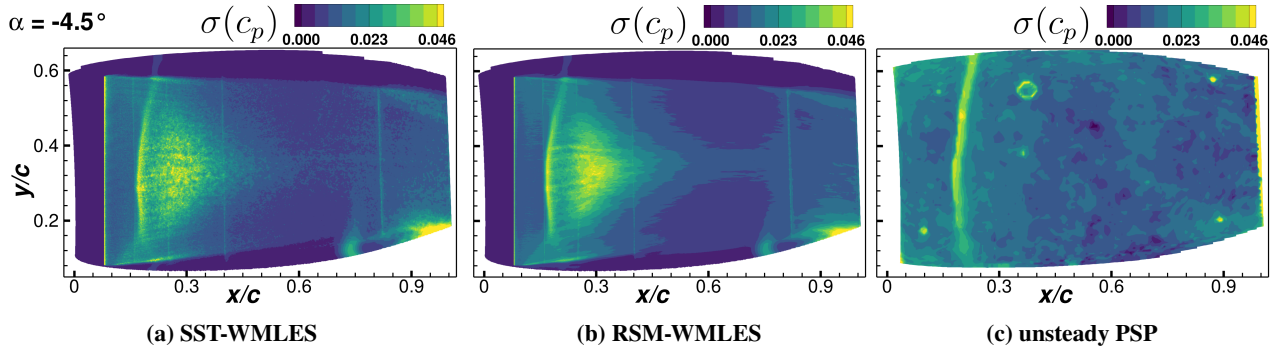 α = -4.5°
σ(cₚ)
0.000 0.023 0.046
σ(cₚ)
0.000 0.023 0.046
σ(cₚ)
0.000 0.023 0.046
y/c
0.6
0.4
0.2
0 0.3 0.6 0.9
x/c
0 0.3 0.6 0.9
x/c
0 0.3 0.6 0.9
x/c
(a) SST-WMLES
(b) RSM-WMLES
(c) unsteady PSP